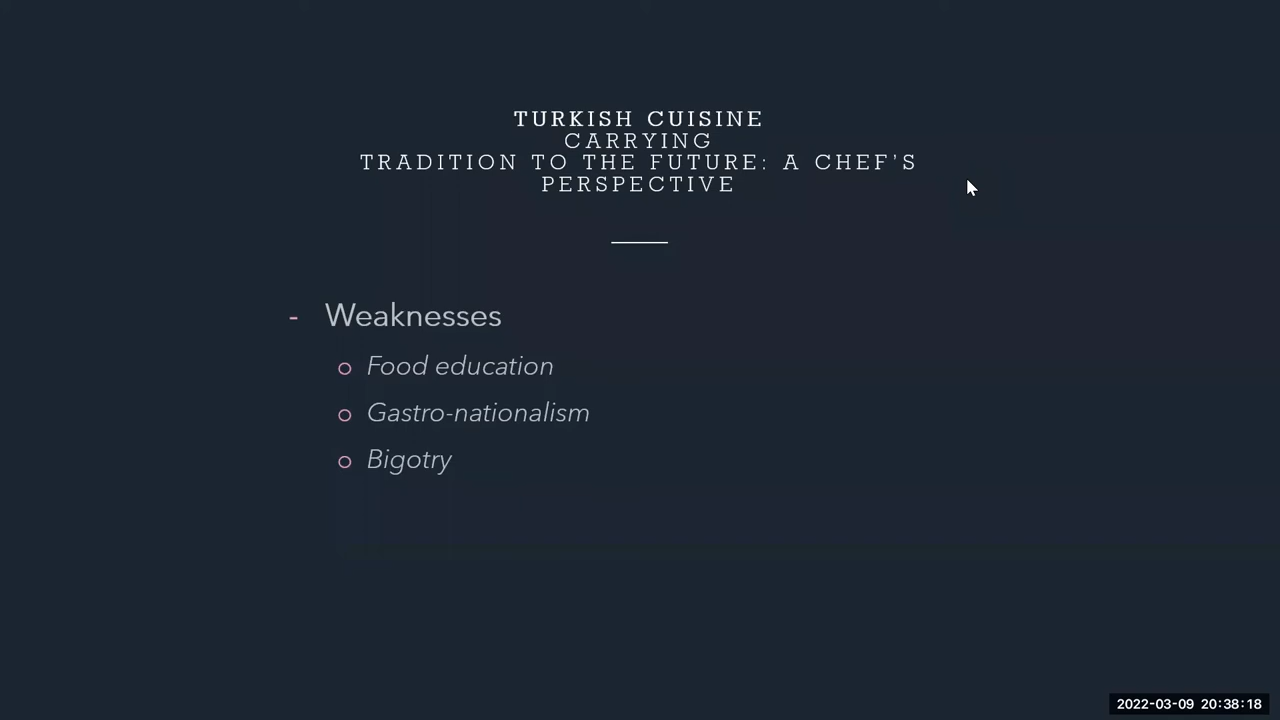 TURKISH CUISINE
CARRYING
TRADITION TO THE FUTURE: A CHEF'S
PERSPECTIVE
- Weaknesses
o Food education
o Gastro-nationalism
o Bigotry
2022-03-09 20:38:18